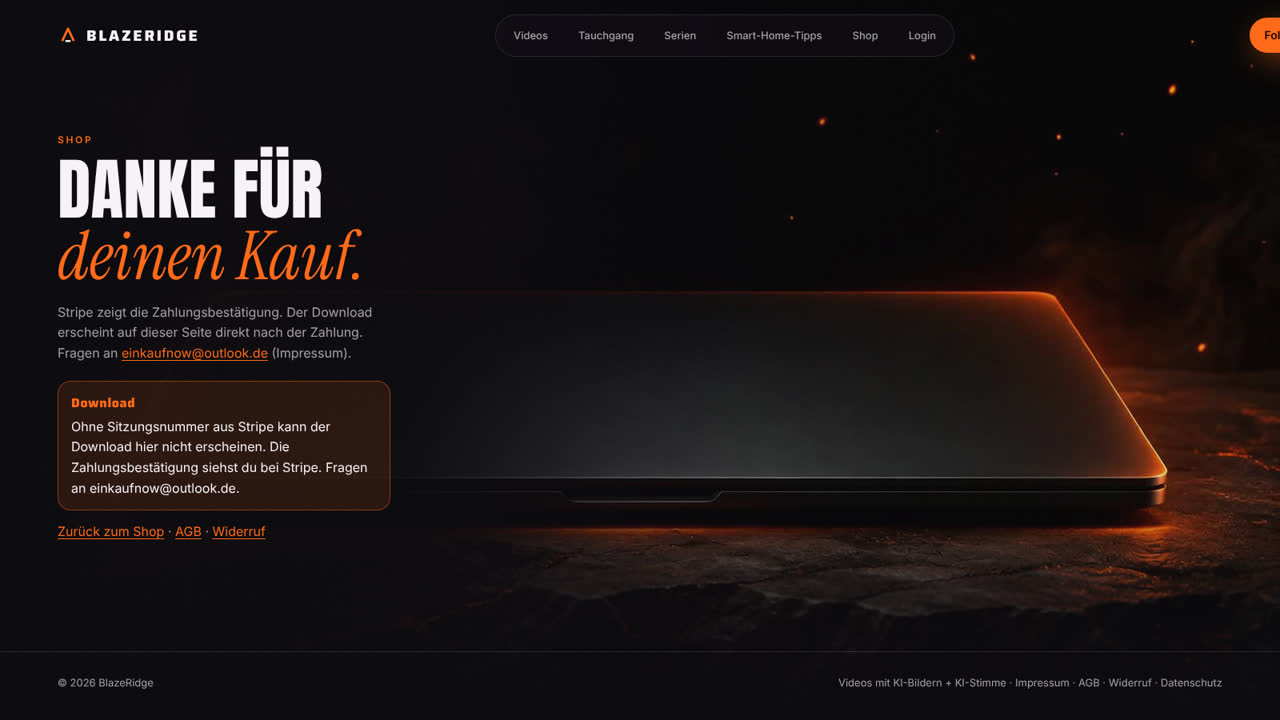 BLAZERIDGE
Videos Tauchgang Serien Smart-Home-Tipps Shop Login
Fol
SHOP
DANKE FÜR
deinen Kauf.
Stripe zeigt die Zahlungsbestätigung. Der Download
erscheint auf dieser Seite direkt nach der Zahlung.
Fragen an einkaufnow@outlook.de (Impressum).
Download
Ohne Sitzungsnummer aus Stripe kann der
Download hier nicht erscheinen. Die
Zahlungsbestätigung siehst du bei Stripe. Fragen
an einkaufnow@outlook.de.
Zurück zum Shop · AGB · Widerruf
© 2026 BlazeRidge
Videos mit KI-Bildern + KI-Stimme · Impressum · AGB · Widerruf · Datenschutz